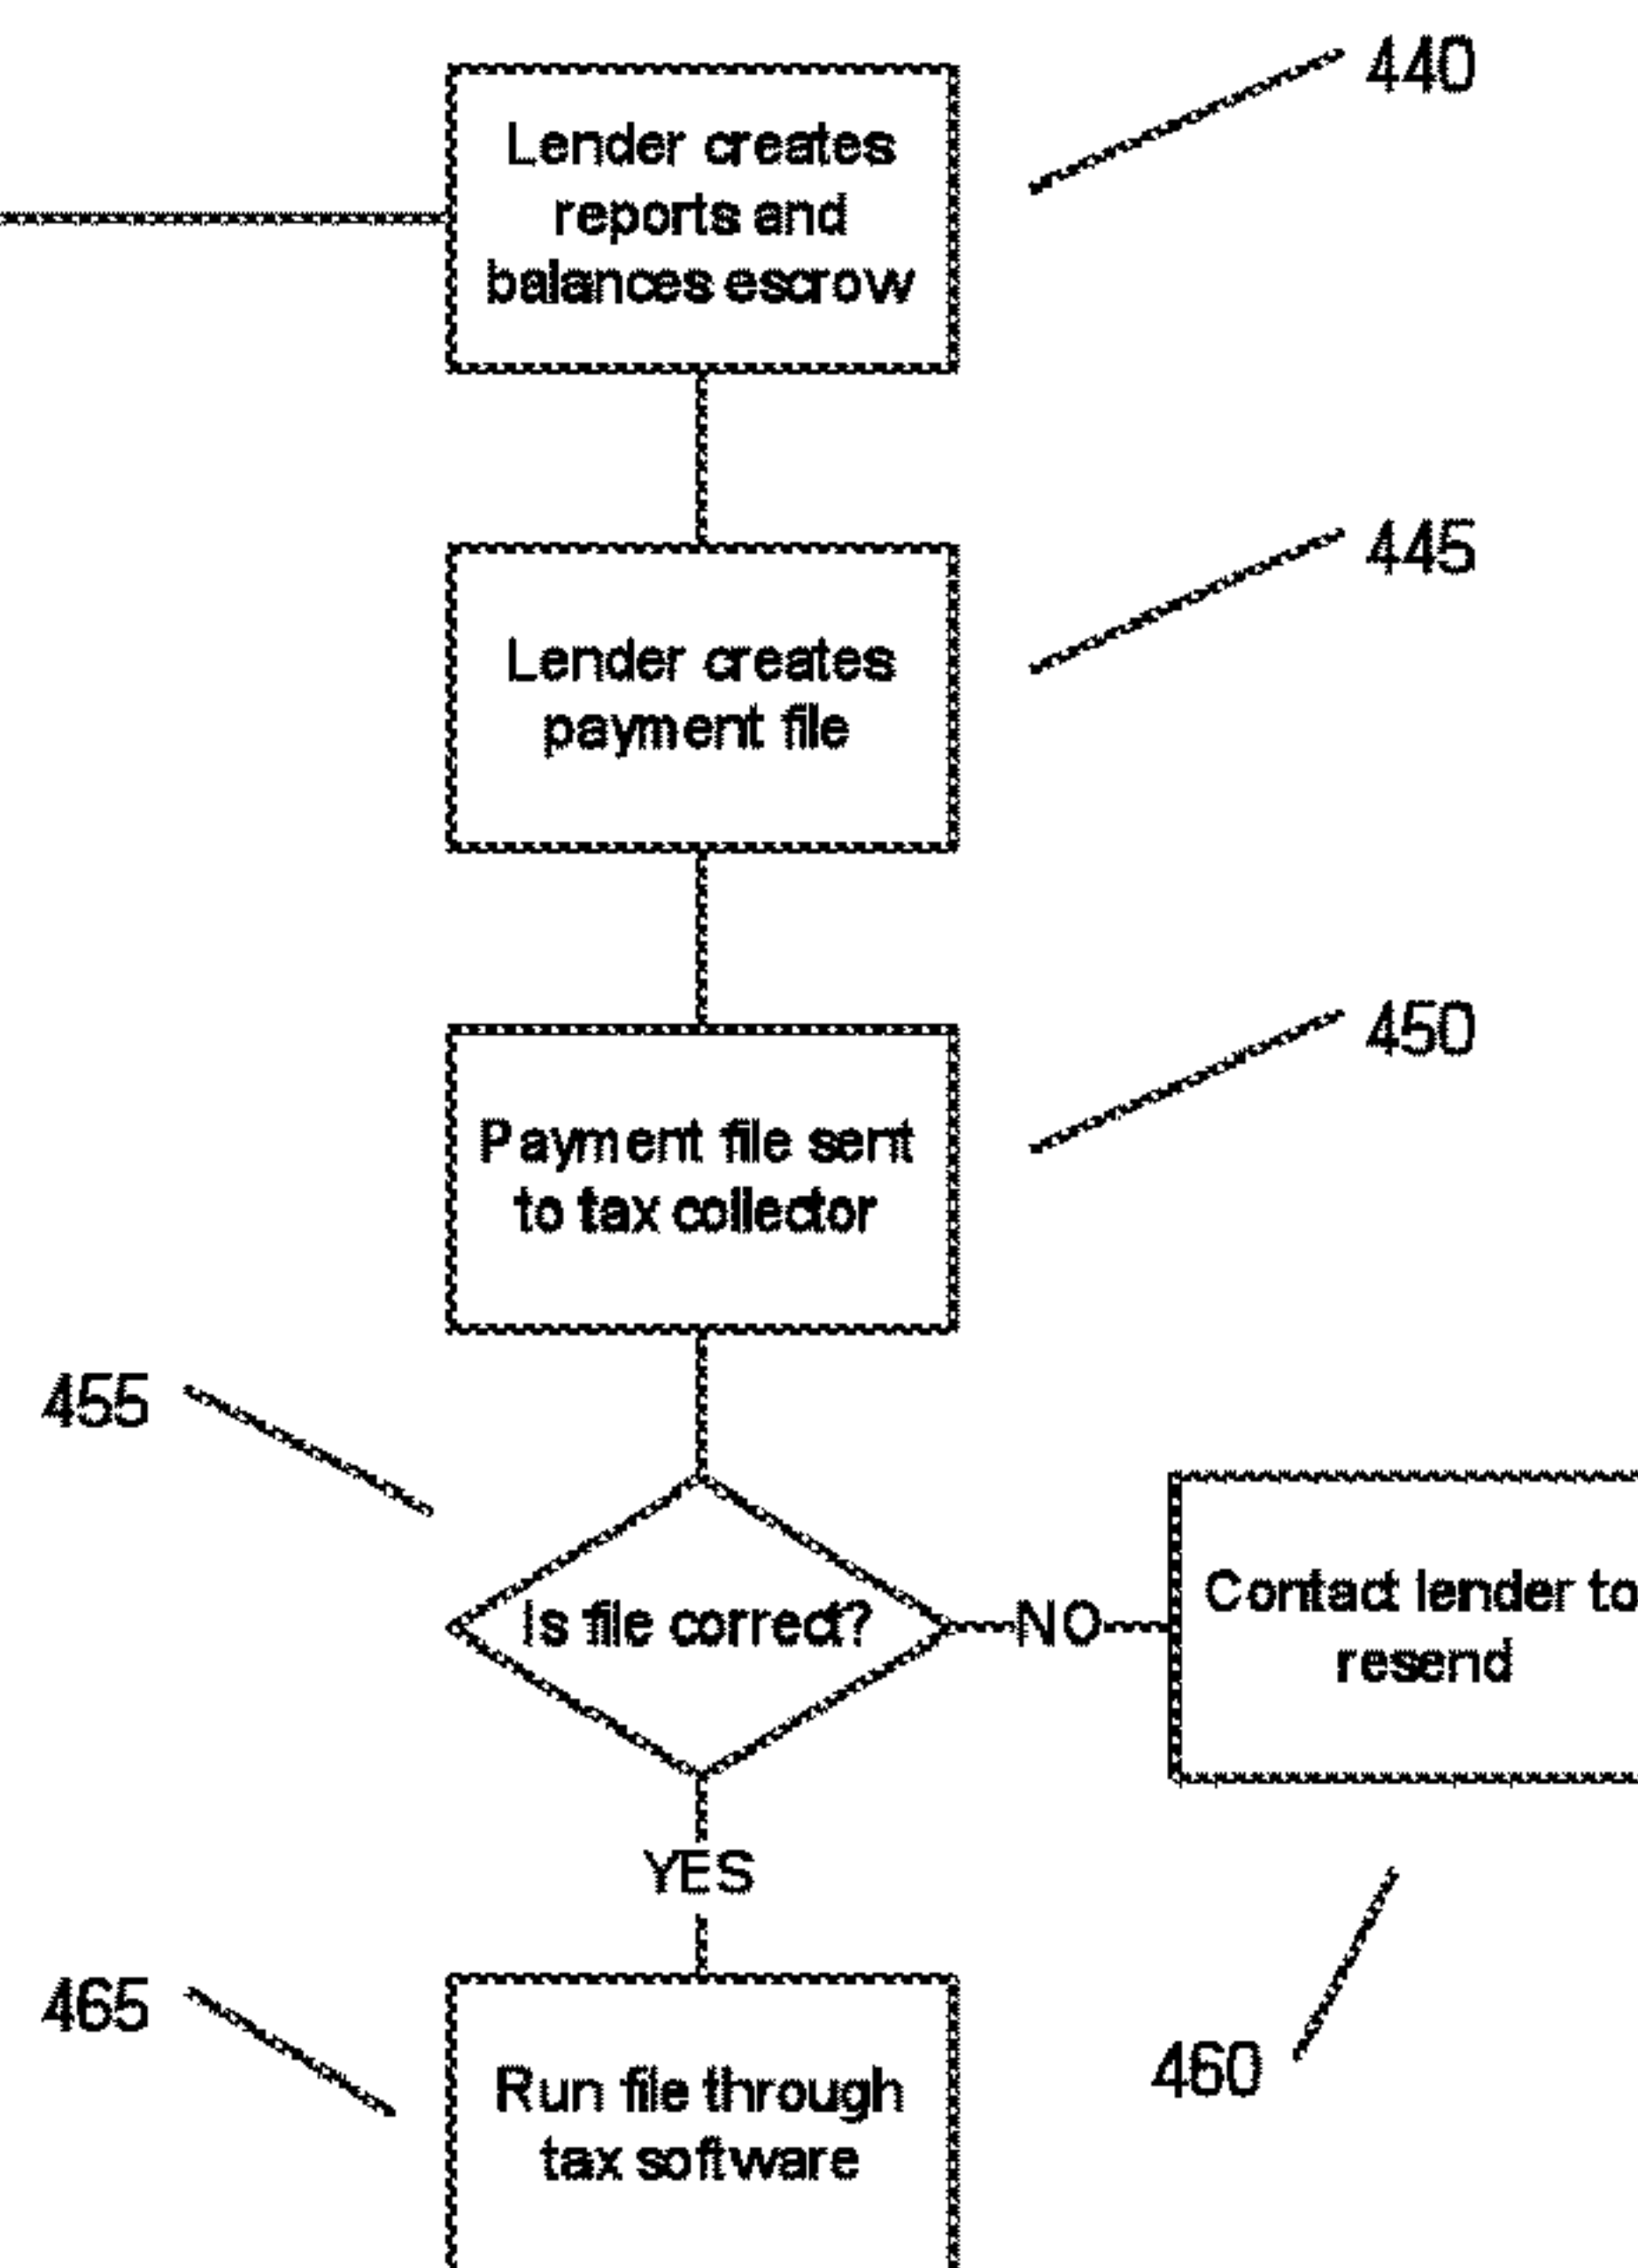 440
Lender creates
reports and
balances escrow
445
Lender creates
payment file
450
Payment file sent
to tax collector
455
Is file correct?
NO
Contact lender to
resend
YES
465
460
Run file through
tax software